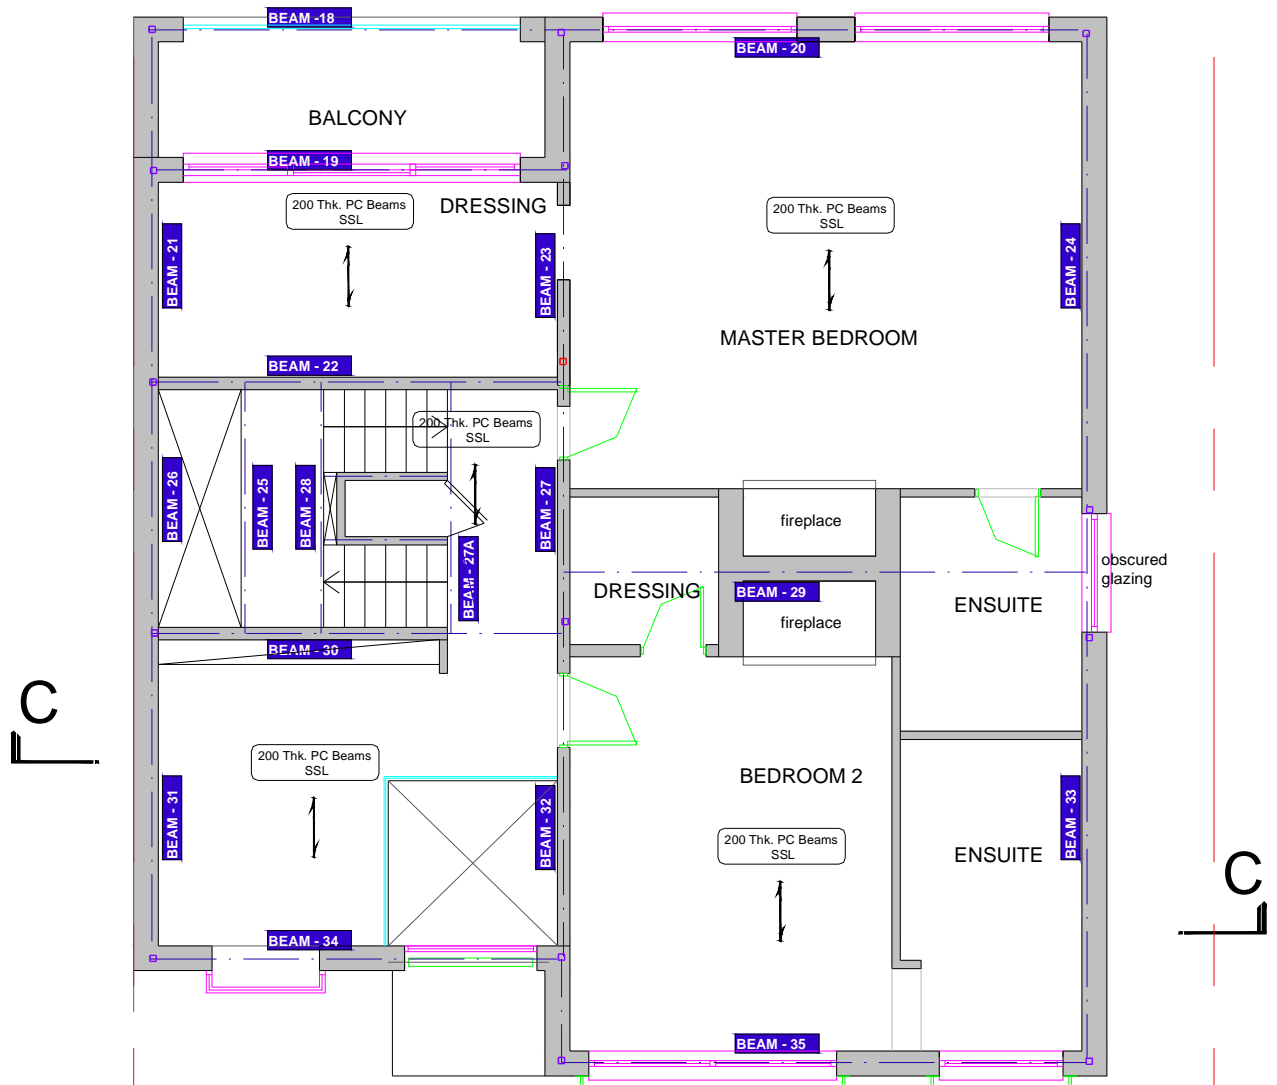 BEAM -18
BEAM - 20
BALCONY
BEAM - 19
200 Thk. PC Beams
SSL
DRESSING
200 Thk. PC Beams
SSL
BEAM - 21
BEAM - 23
BEAM - 24
MASTER BEDROOM
BEAM - 22
200 Thk. PC Beams
SSL
BEAM - 26
BEAM - 25
BEAM - 28
BEAM - 27
fireplace
BEAM - 27A
obscured
glazing
DRESSING
BEAM - 29
ENSUITE
fireplace
BEAM - 30
C
200 Thk. PC Beams
SSL
BEDROOM 2
BEAM - 31
BEAM - 32
BEAM - 33
200 Thk. PC Beams
SSL
ENSUITE
C
BEAM - 34
BEAM - 35